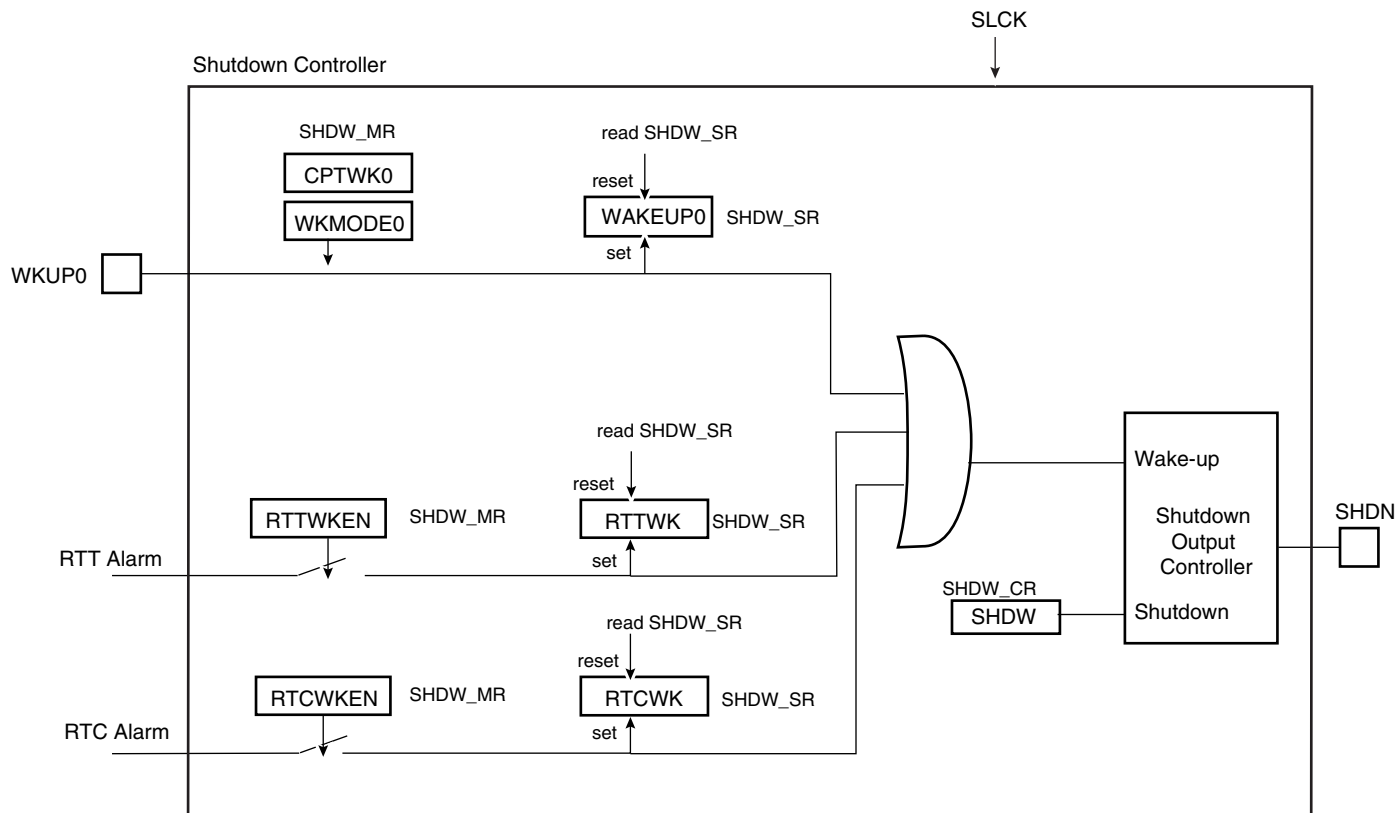 SLCK
Shutdown Controller
SHDW_MR
CPTWK0
WKMODE0
read SHDW_SR
reset
WAKEUP0
SHDW_SR
set
WKUP0
read SHDW_SR
reset
RTTWKEN
SHDW_MR
RTTWK
SHDW_SR
set
RTT Alarm
read SHDW_SR
reset
RTCWKEN
SHDW_MR
RTCWK
SHDW_SR
set
RTC Alarm
Wake-up
Shutdown
Output
Controller
SHDW_CR
SHDW
Shutdown
SHDN